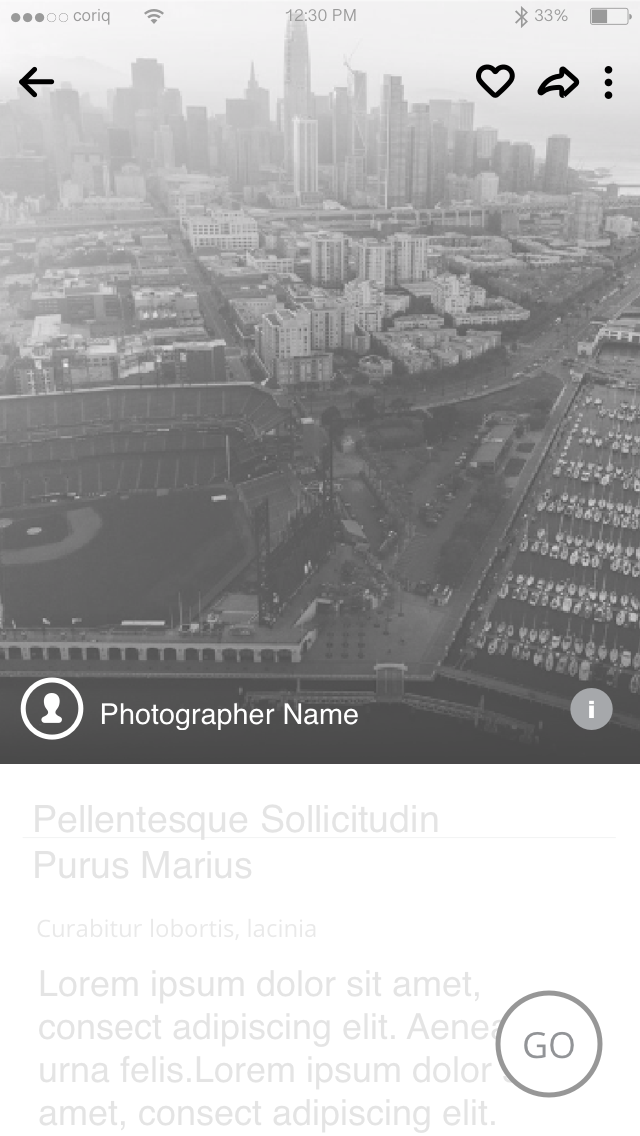 coriq 12:30 PM 33%
Photographer Name
i
Pellentesque Sollicitudin
Purus Marius
Curabitur lobortis, lacinia
Lorem ipsum dolor sit amet,
consect adipiscing elit. Aenea
urna felis.Lorem ipsum dolor
amet, consect adipiscing elit.
GO